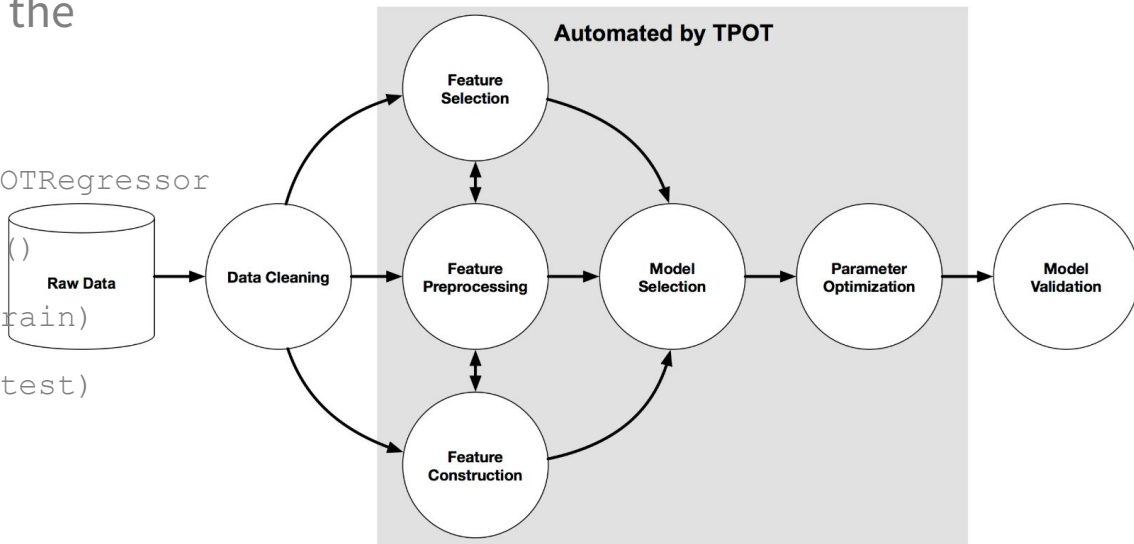 the
Automated by TPOT
Feature
Selection
OTRegressor
()
Raw Data
Data Cleaning
Feature
Preprocessing
Model
Selection
Parameter
Optimization
Model
Validation
rain)
test)
Feature
Construction